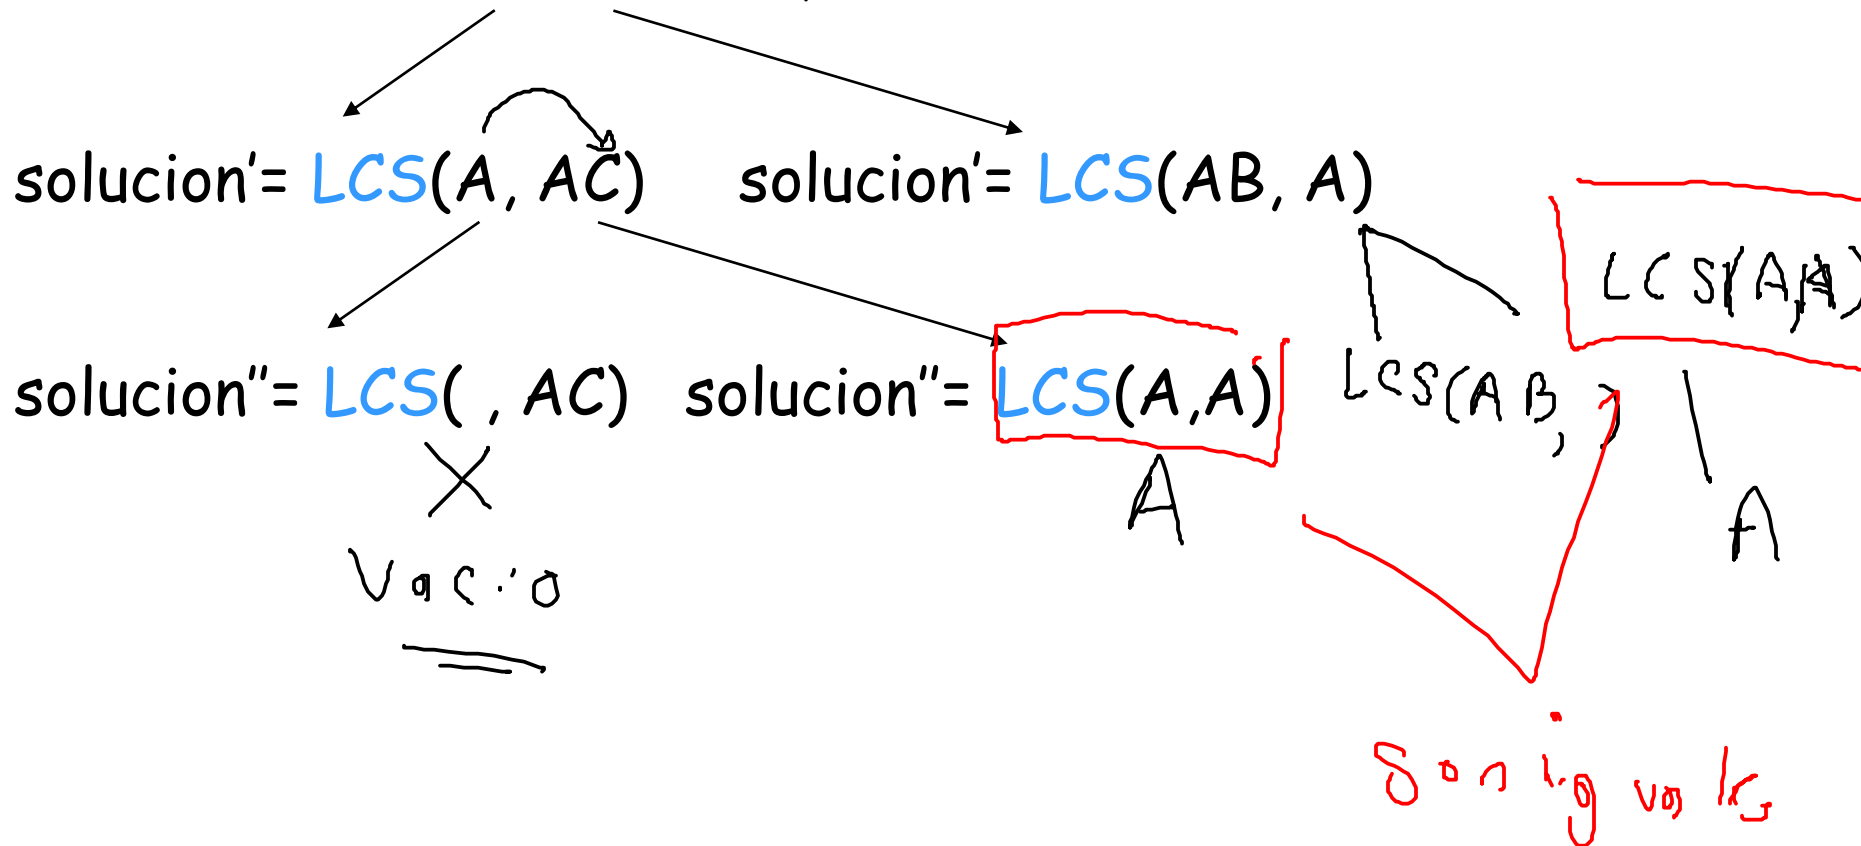 solucion'= LCS(A, AC) solucion'= LCS(AB, A)
LCS(A,A)
solucion''= LCS( , AC) solucion''= LCS(A,A) LCS(AB, )
A A
Vacio
Son iguales